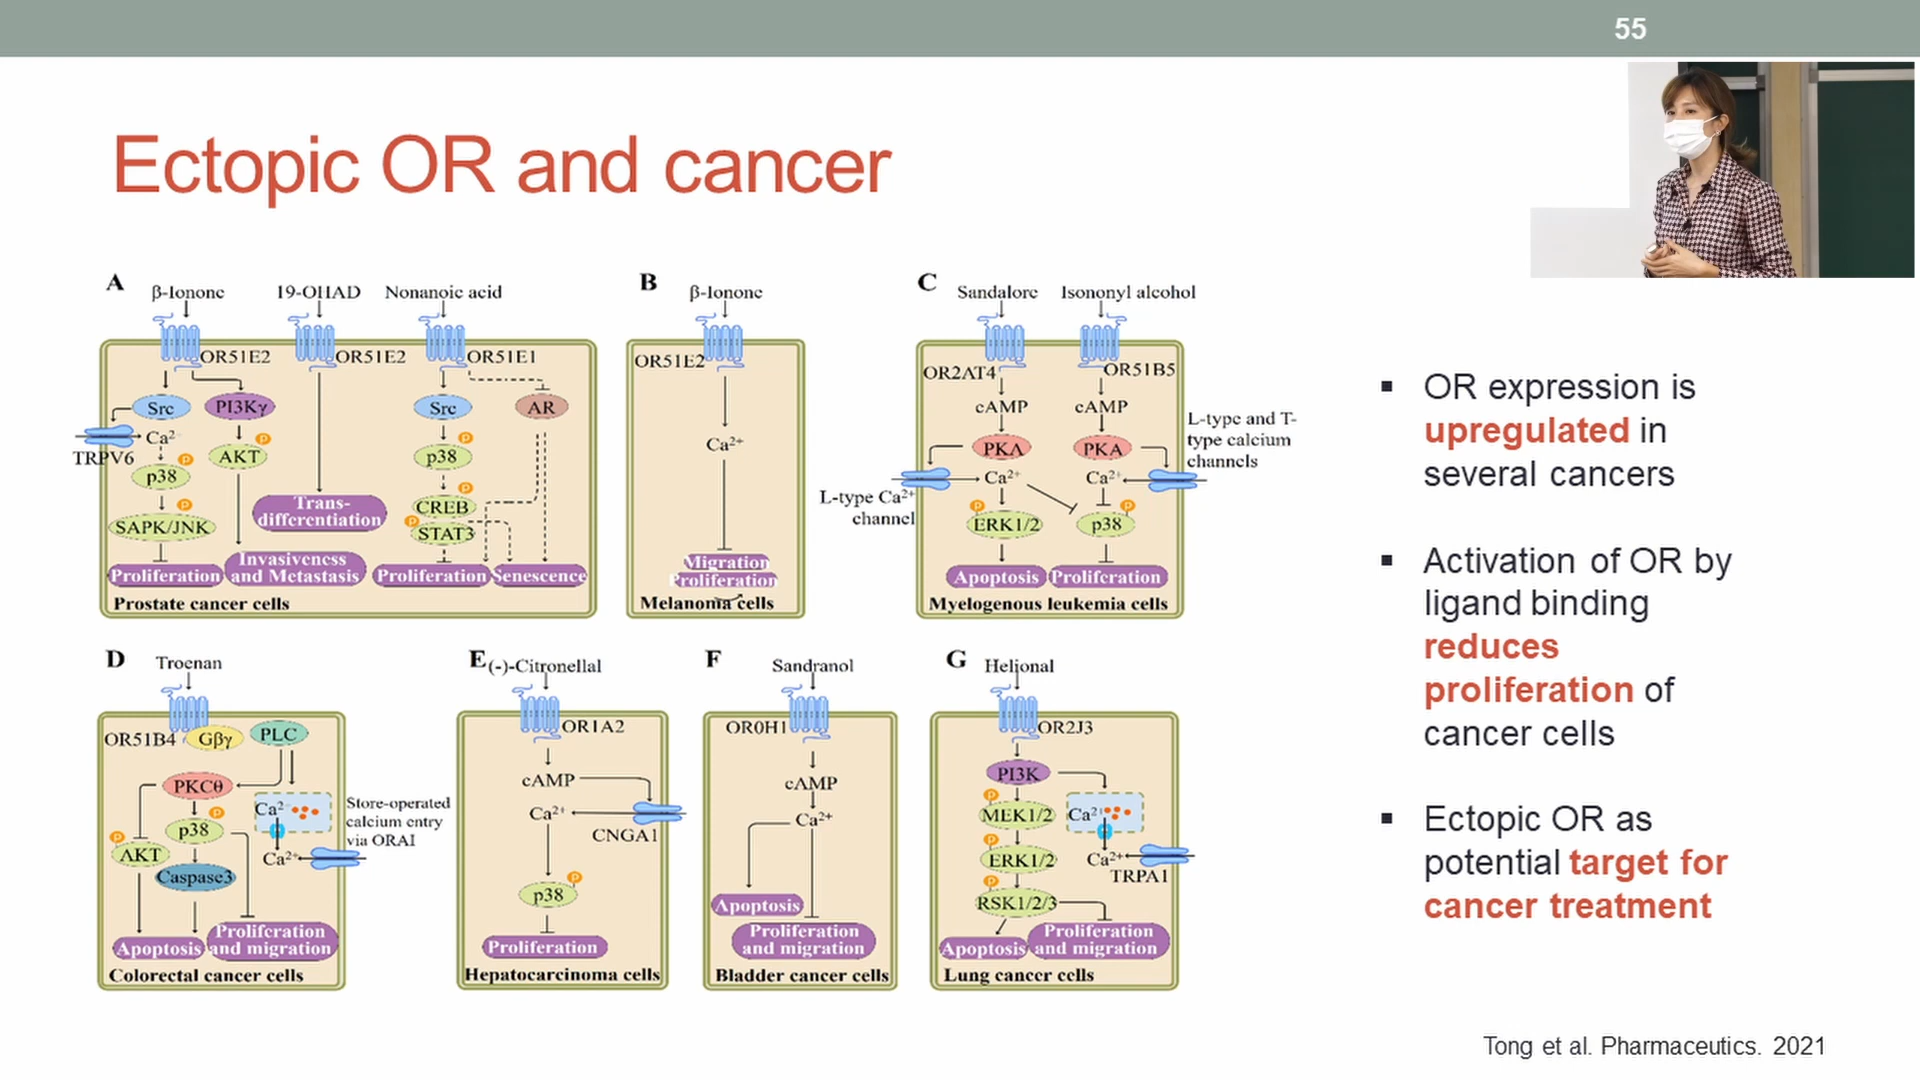 55
Ectopic OR and cancer
A
β-Ionone
19-OHAD
Nonanoic acid
OR51E2
OR51E2
OR51E1
Src
PI3Kγ
Src
AR
TRPV6
Ca²⁺
p
AKT
p
p38
p
p38
p
SAPK/JNK
Trans-
differentiation
p
CREB
p
STAT3
Proliferation
Invasiveness
and Metastasis
Proliferation
Senescence
Prostate cancer cells
B
β-Ionone
OR51E2
Ca²⁺
Migration
Proliferation
Melanoma cells
C
Sandalore
Isononyl alcohol
OR2AT4
OR51B5
cAMP
cAMP
PKA
PKA
L-type and T-
type calcium
channels
Ca²⁺
Ca²⁺
L-type Ca²⁺
channel
p
ERK1/2
p
p38
Apoptosis
Proliferation
Myelogenous leukemia cells
D
Troenan
OR51B4
Gβγ
PLC
PKCθ
Ca²⁺
Store-operated
calcium entry
via ORAI
p
p38
p
AKT
Ca²⁺
Caspase3
Apoptosis
Proliferation
and migration
Colorectal cancer cells
E
(-)-Citronellal
OR1A2
cAMP
Ca²⁺
CNGA1
p
p38
Proliferation
Hepatocarcinoma cells
F
Sandranol
OR0H1
cAMP
Ca²⁺
Apoptosis
Proliferation
and migration
Bladder cancer cells
G
Helional
OR2J3
PI3K
p
MEK1/2
Ca²⁺
p
ERK1/2
Ca²⁺
TRPA1
p
RSK1/2/3
Apoptosis
Proliferation
and migration
Lung cancer cells
▪ OR expression is
upregulated in
several cancers
▪ Activation of OR by
ligand binding
reduces
proliferation of
cancer cells
▪ Ectopic OR as
potential target for
cancer treatment
Tong et al. Pharmaceutics. 2021